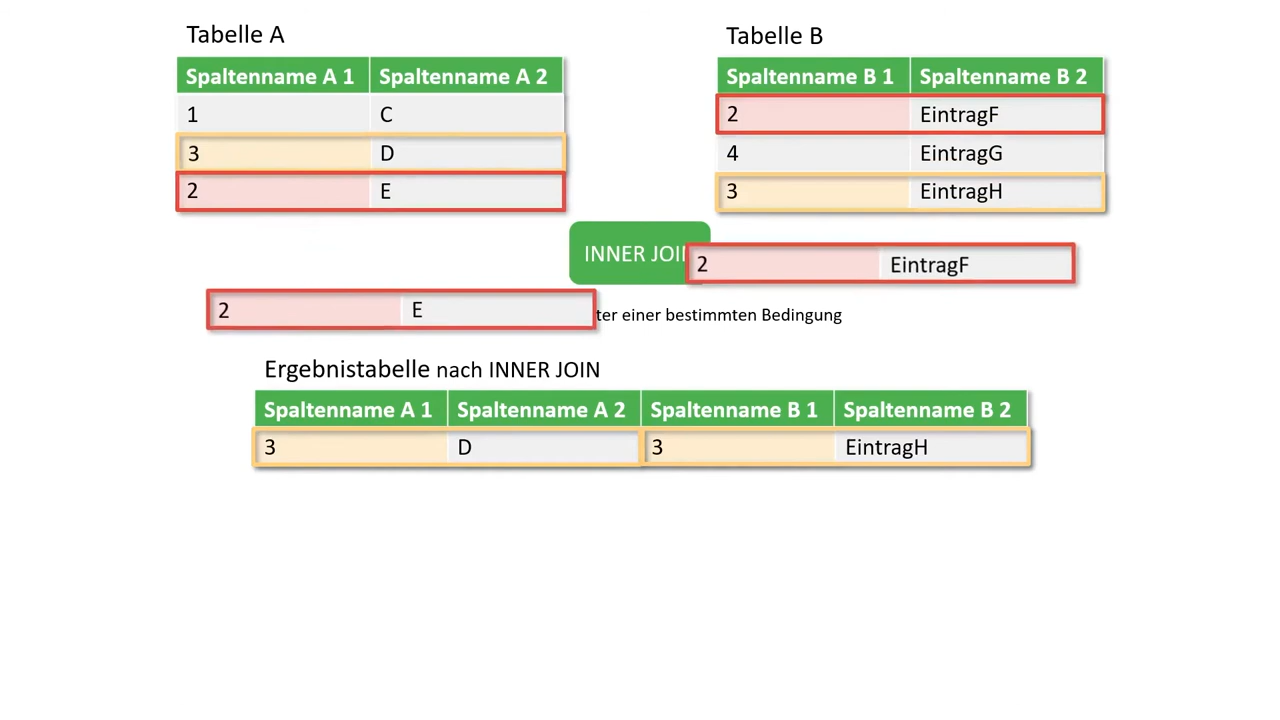 Tabelle A
Spaltenname A 1 Spaltenname A 2
1 C
3 D
2 E
Tabelle B
Spaltenname B 1 Spaltenname B 2
2 EintragF
4 EintragG
3 EintragH
INNER JOIN
2 EintragF
2 E
einer bestimmten Bedingung
Ergebnistabelle nach INNER JOIN
Spaltenname A 1 Spaltenname A 2 Spaltenname B 1 Spaltenname B 2
3 D 3 EintragH